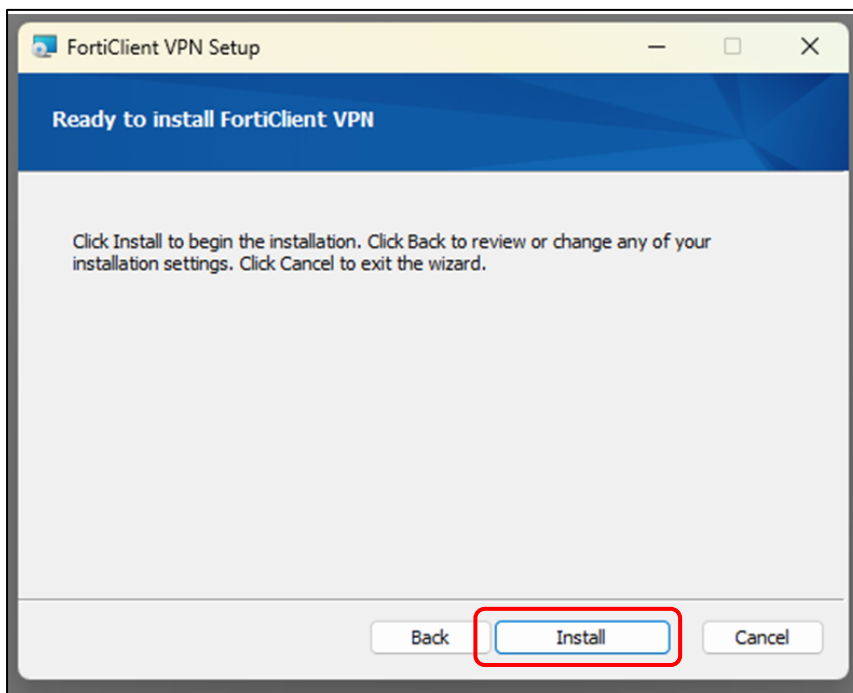 FortiClient VPN Setup
Ready to install FortiClient VPN
Click Install to begin the installation. Click Back to review or change any of your
installation settings. Click Cancel to exit the wizard.
Back Install Cancel